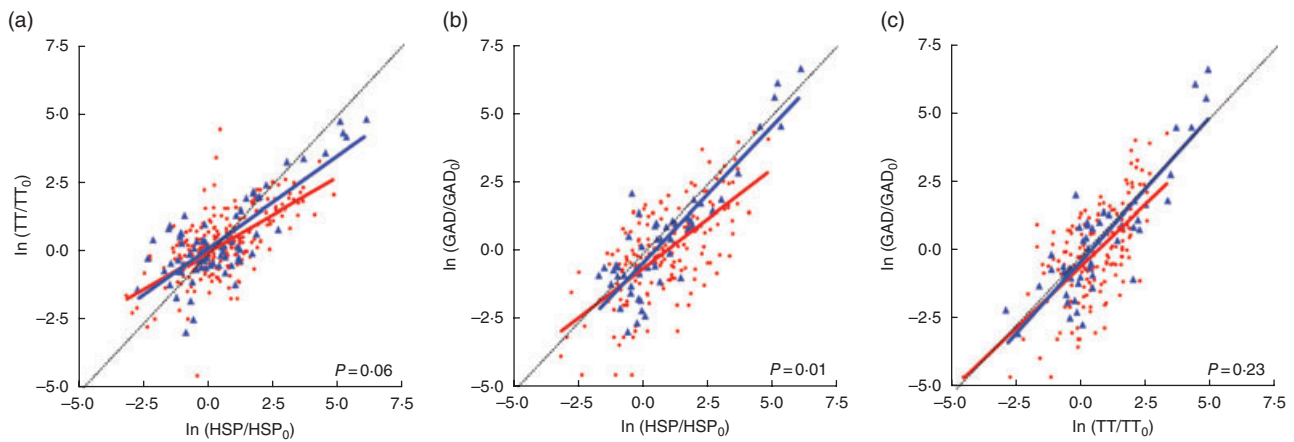 (a)
7·5
5·0
2·5
0·0
−2·5
−5·0
ln (TT/TT0)
−5·0 −2·5 0·0 2·5 5·0 7·5
ln (HSP/HSP0)
P = 0·06
(b)
7·5
5·0
2·5
0·0
−2·5
−5·0
ln (GAD/GAD0)
−5·0 −2·5 0·0 2·5 5·0 7·5
ln (HSP/HSP0)
P = 0·01
(c)
7·5
5·0
2·5
0·0
−2·5
−5·0
ln (GAD/GAD0)
−5·0 −2·5 0·0 2·5 5·0 7·5
ln (TT/TT0)
P = 0·23